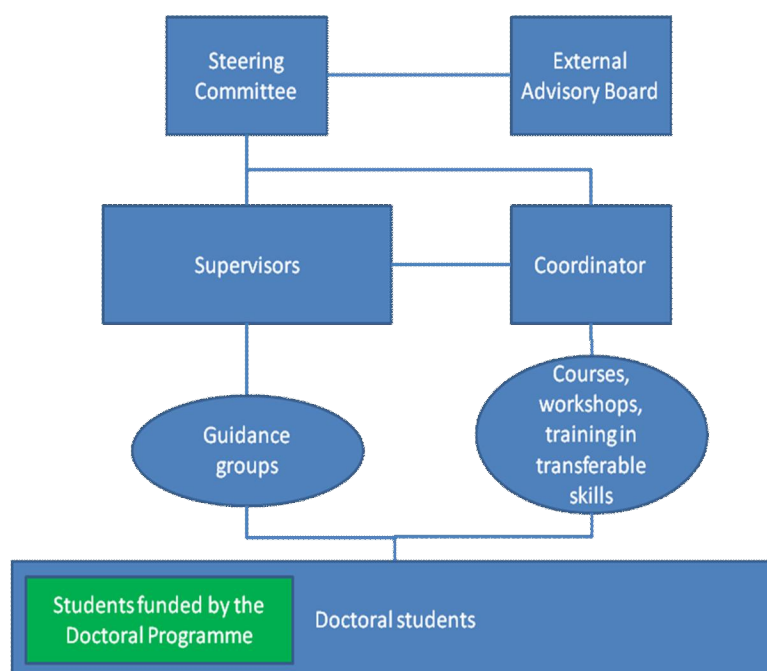 Steering
Committee
External
Advisory Board
Supervisors
Coordinator
Guidance
groups
Courses,
workshops,
training in
transferable
skills
Students funded by the
Doctoral Programme
Doctoral students